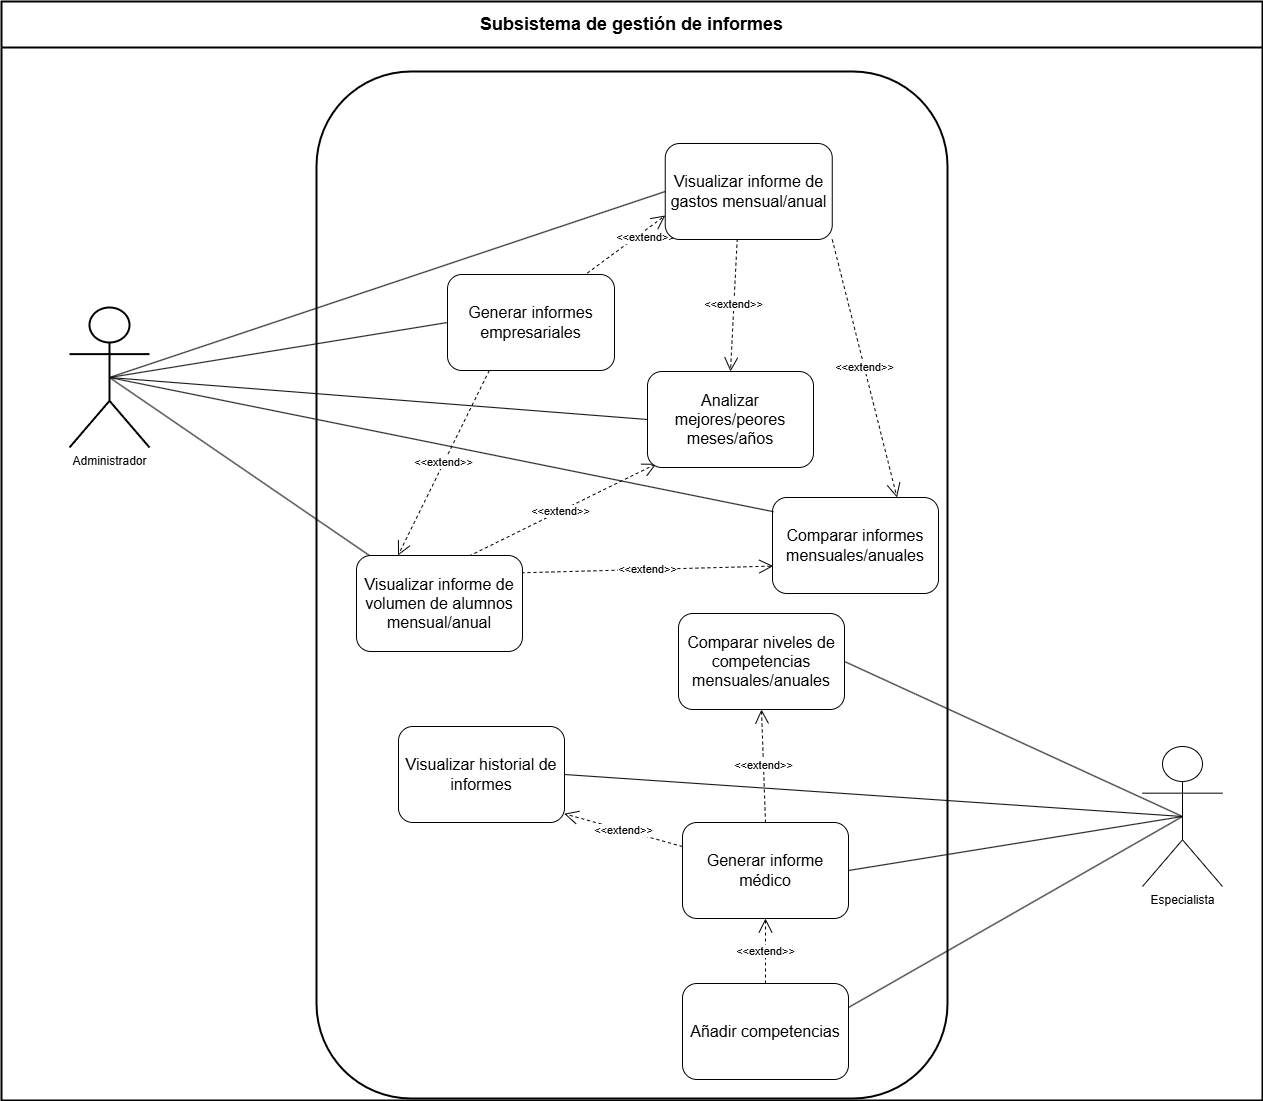 Subsistema de gestión de informes
Visualizar informe de
gastos mensual/anual
<<extend>>
Generar informes
empresariales
<<extend>>
<<extend>>
Analizar
mejores/peores
meses/años
Administrador
<<extend>>
<<extend>>
Comparar informes
mensuales/anuales
<<extend>>
Visualizar informe de
volumen de alumnos
mensual/anual
Comparar niveles de
competencias
mensuales/anuales
Visualizar historial de
informes
<<extend>>
<<extend>>
Generar informe
médico
Especialista
<<extend>>
Añadir competencias